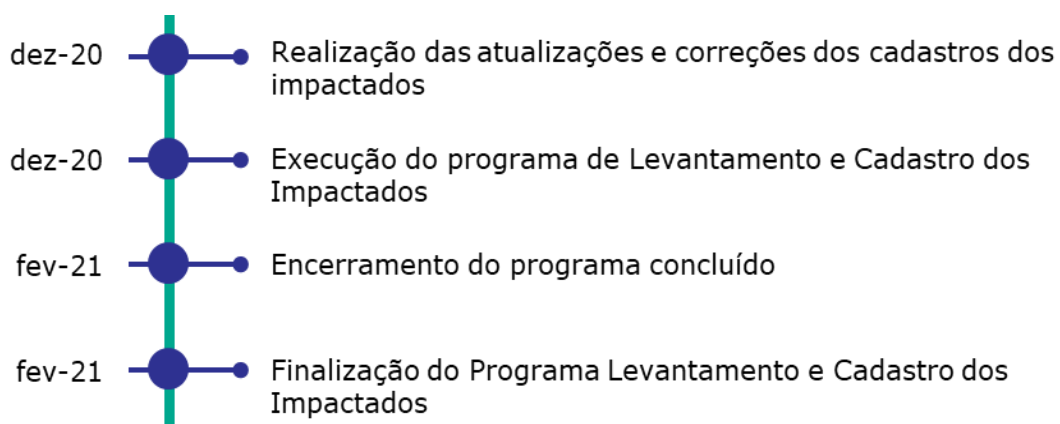 dez-20
Realização das atualizações e correções dos cadastros dos
impactados
dez-20
Execução do programa de Levantamento e Cadastro dos
Impactados
fev-21
Encerramento do programa concluído
fev-21
Finalização do Programa Levantamento e Cadastro dos
Impactados